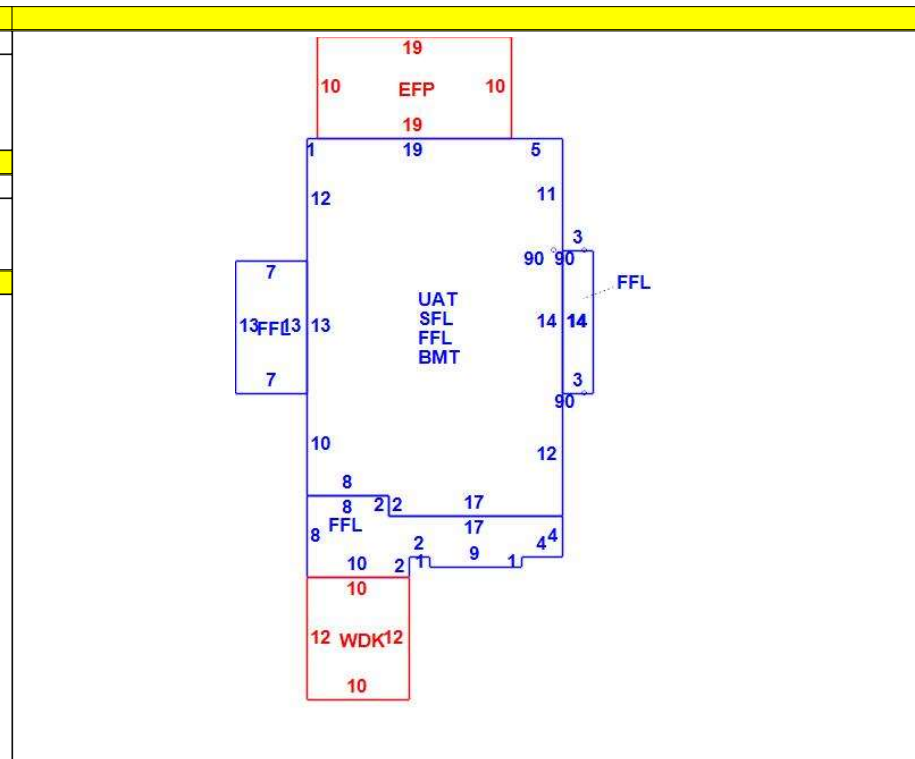 19
10 EFP 10
19
1 19 5
12 11
3
90 90
7 FFL
UAT
SFL
FFL
BMT
13 FFL 13 13 14 14
7 3
90
10 12
8
8 2 2 17
FFL 17
8 2 4 4
10 2 1 9 1
10
12 WDK 12
10